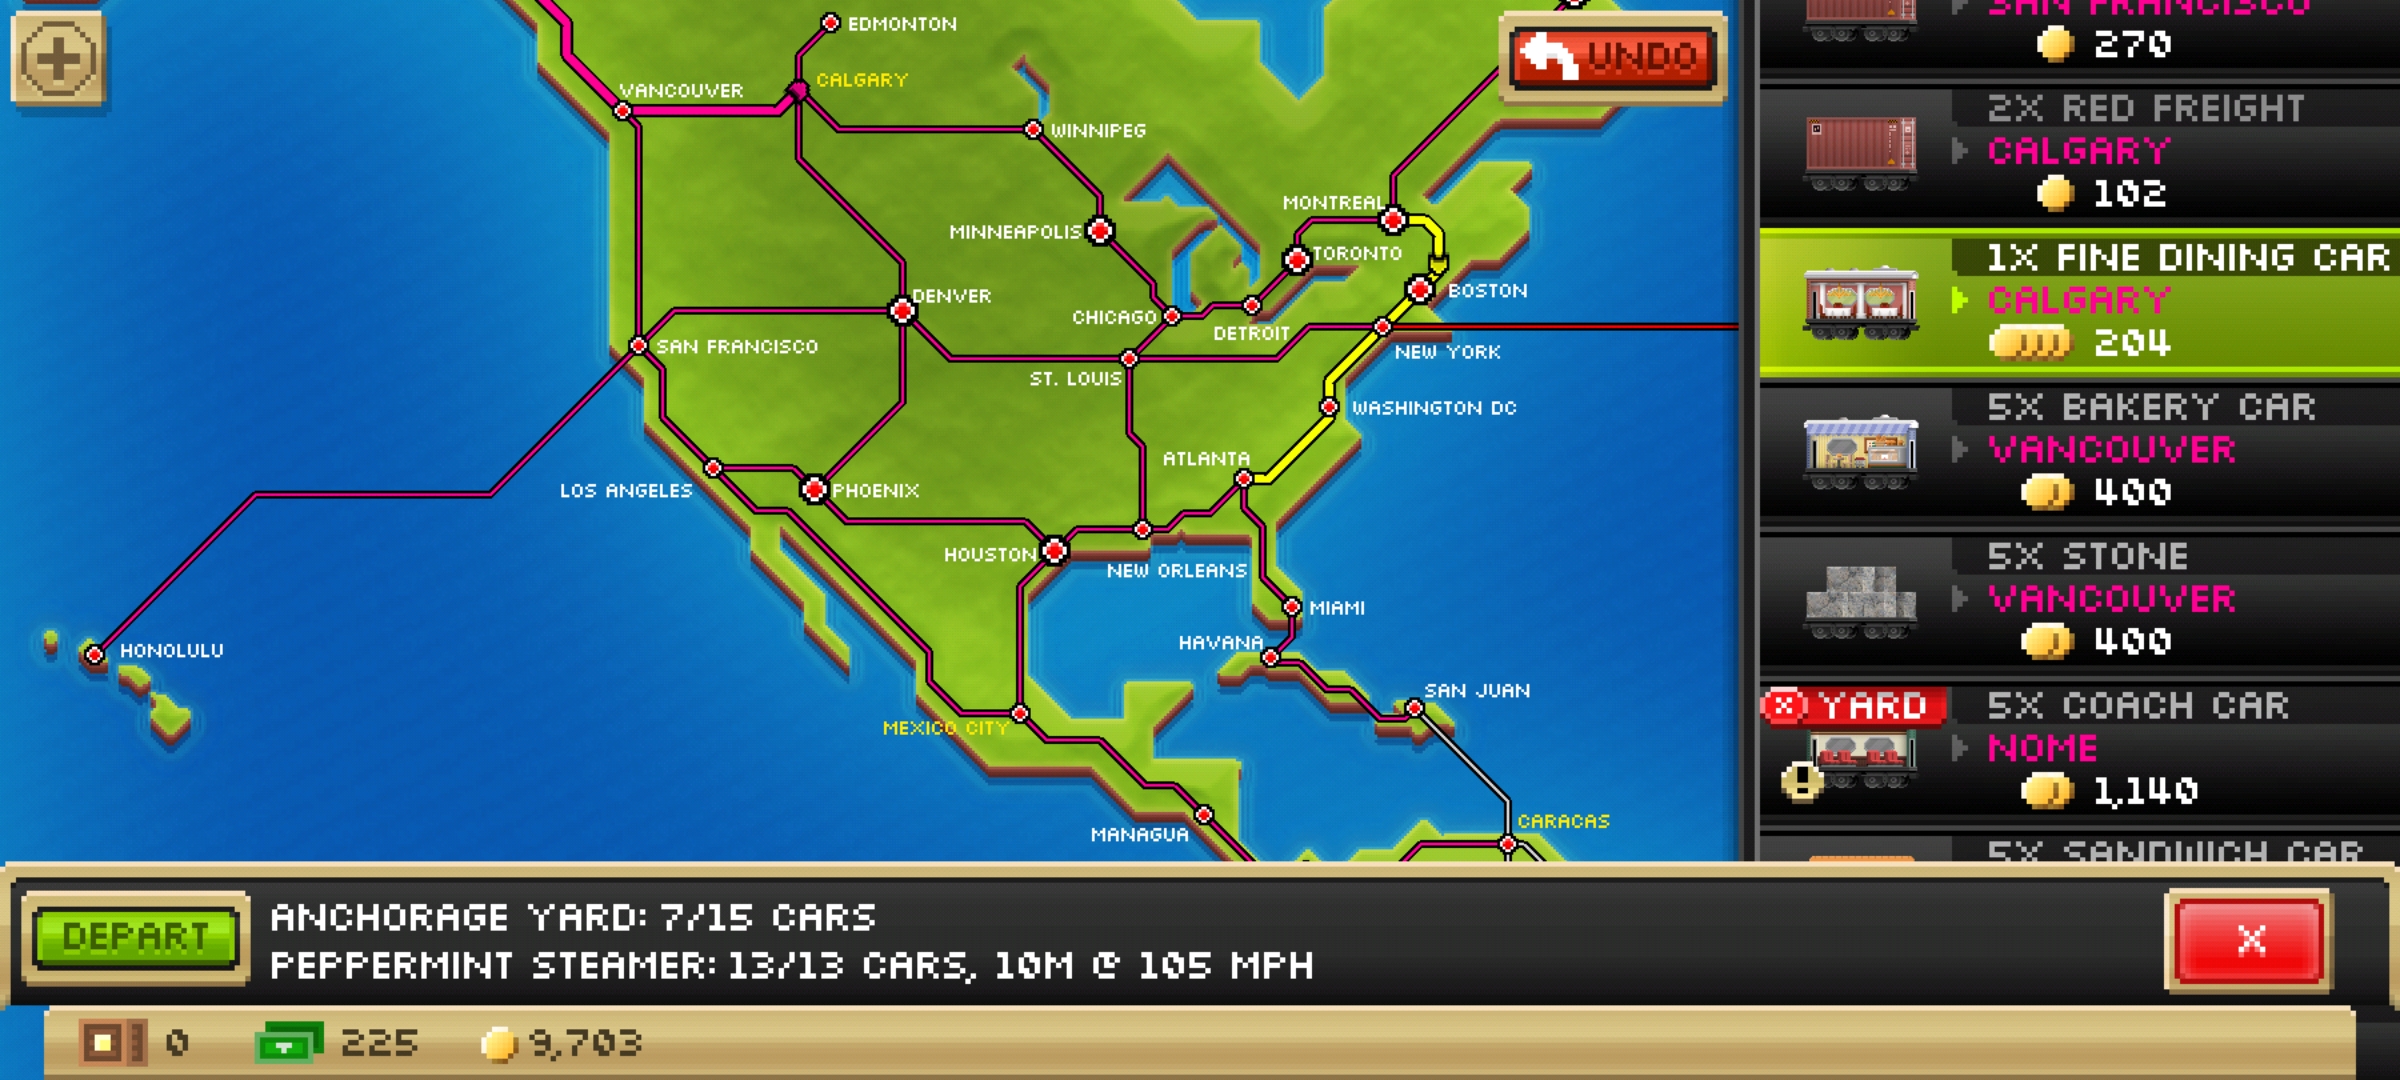 EDMONTON
CALGARY
VANCOUVER
WINNIPEG
MINNEAPOLIS
MONTREAL
TORONTO
DENVER
BOSTON
CHICAGO
DETROIT
SAN FRANCISCO
NEW YORK
ST. LOUIS
WASHINGTON DC
ATLANTA
LOS ANGELES
PHOENIX
HOUSTON
NEW ORLEANS
MIAMI
HAVANA
HONOLULU
SAN JUAN
MEXICO CITY
MANAGUA
CARACAS
UNDO
SAN FRANCISCO
270
2X RED FREIGHT
CALGARY
102
1X FINE DINING CAR
CALGARY
204
5X BAKERY CAR
VANCOUVER
400
5X STONE
VANCOUVER
400
X YARD
5X COACH CAR
NOME
! 1,140
5X SANDWICH CAR
DEPART
ANCHORAGE YARD: 7/15 CARS
PEPPERMINT STEAMER: 13/13 CARS, 10M @ 105 MPH
X
0 225 9,703